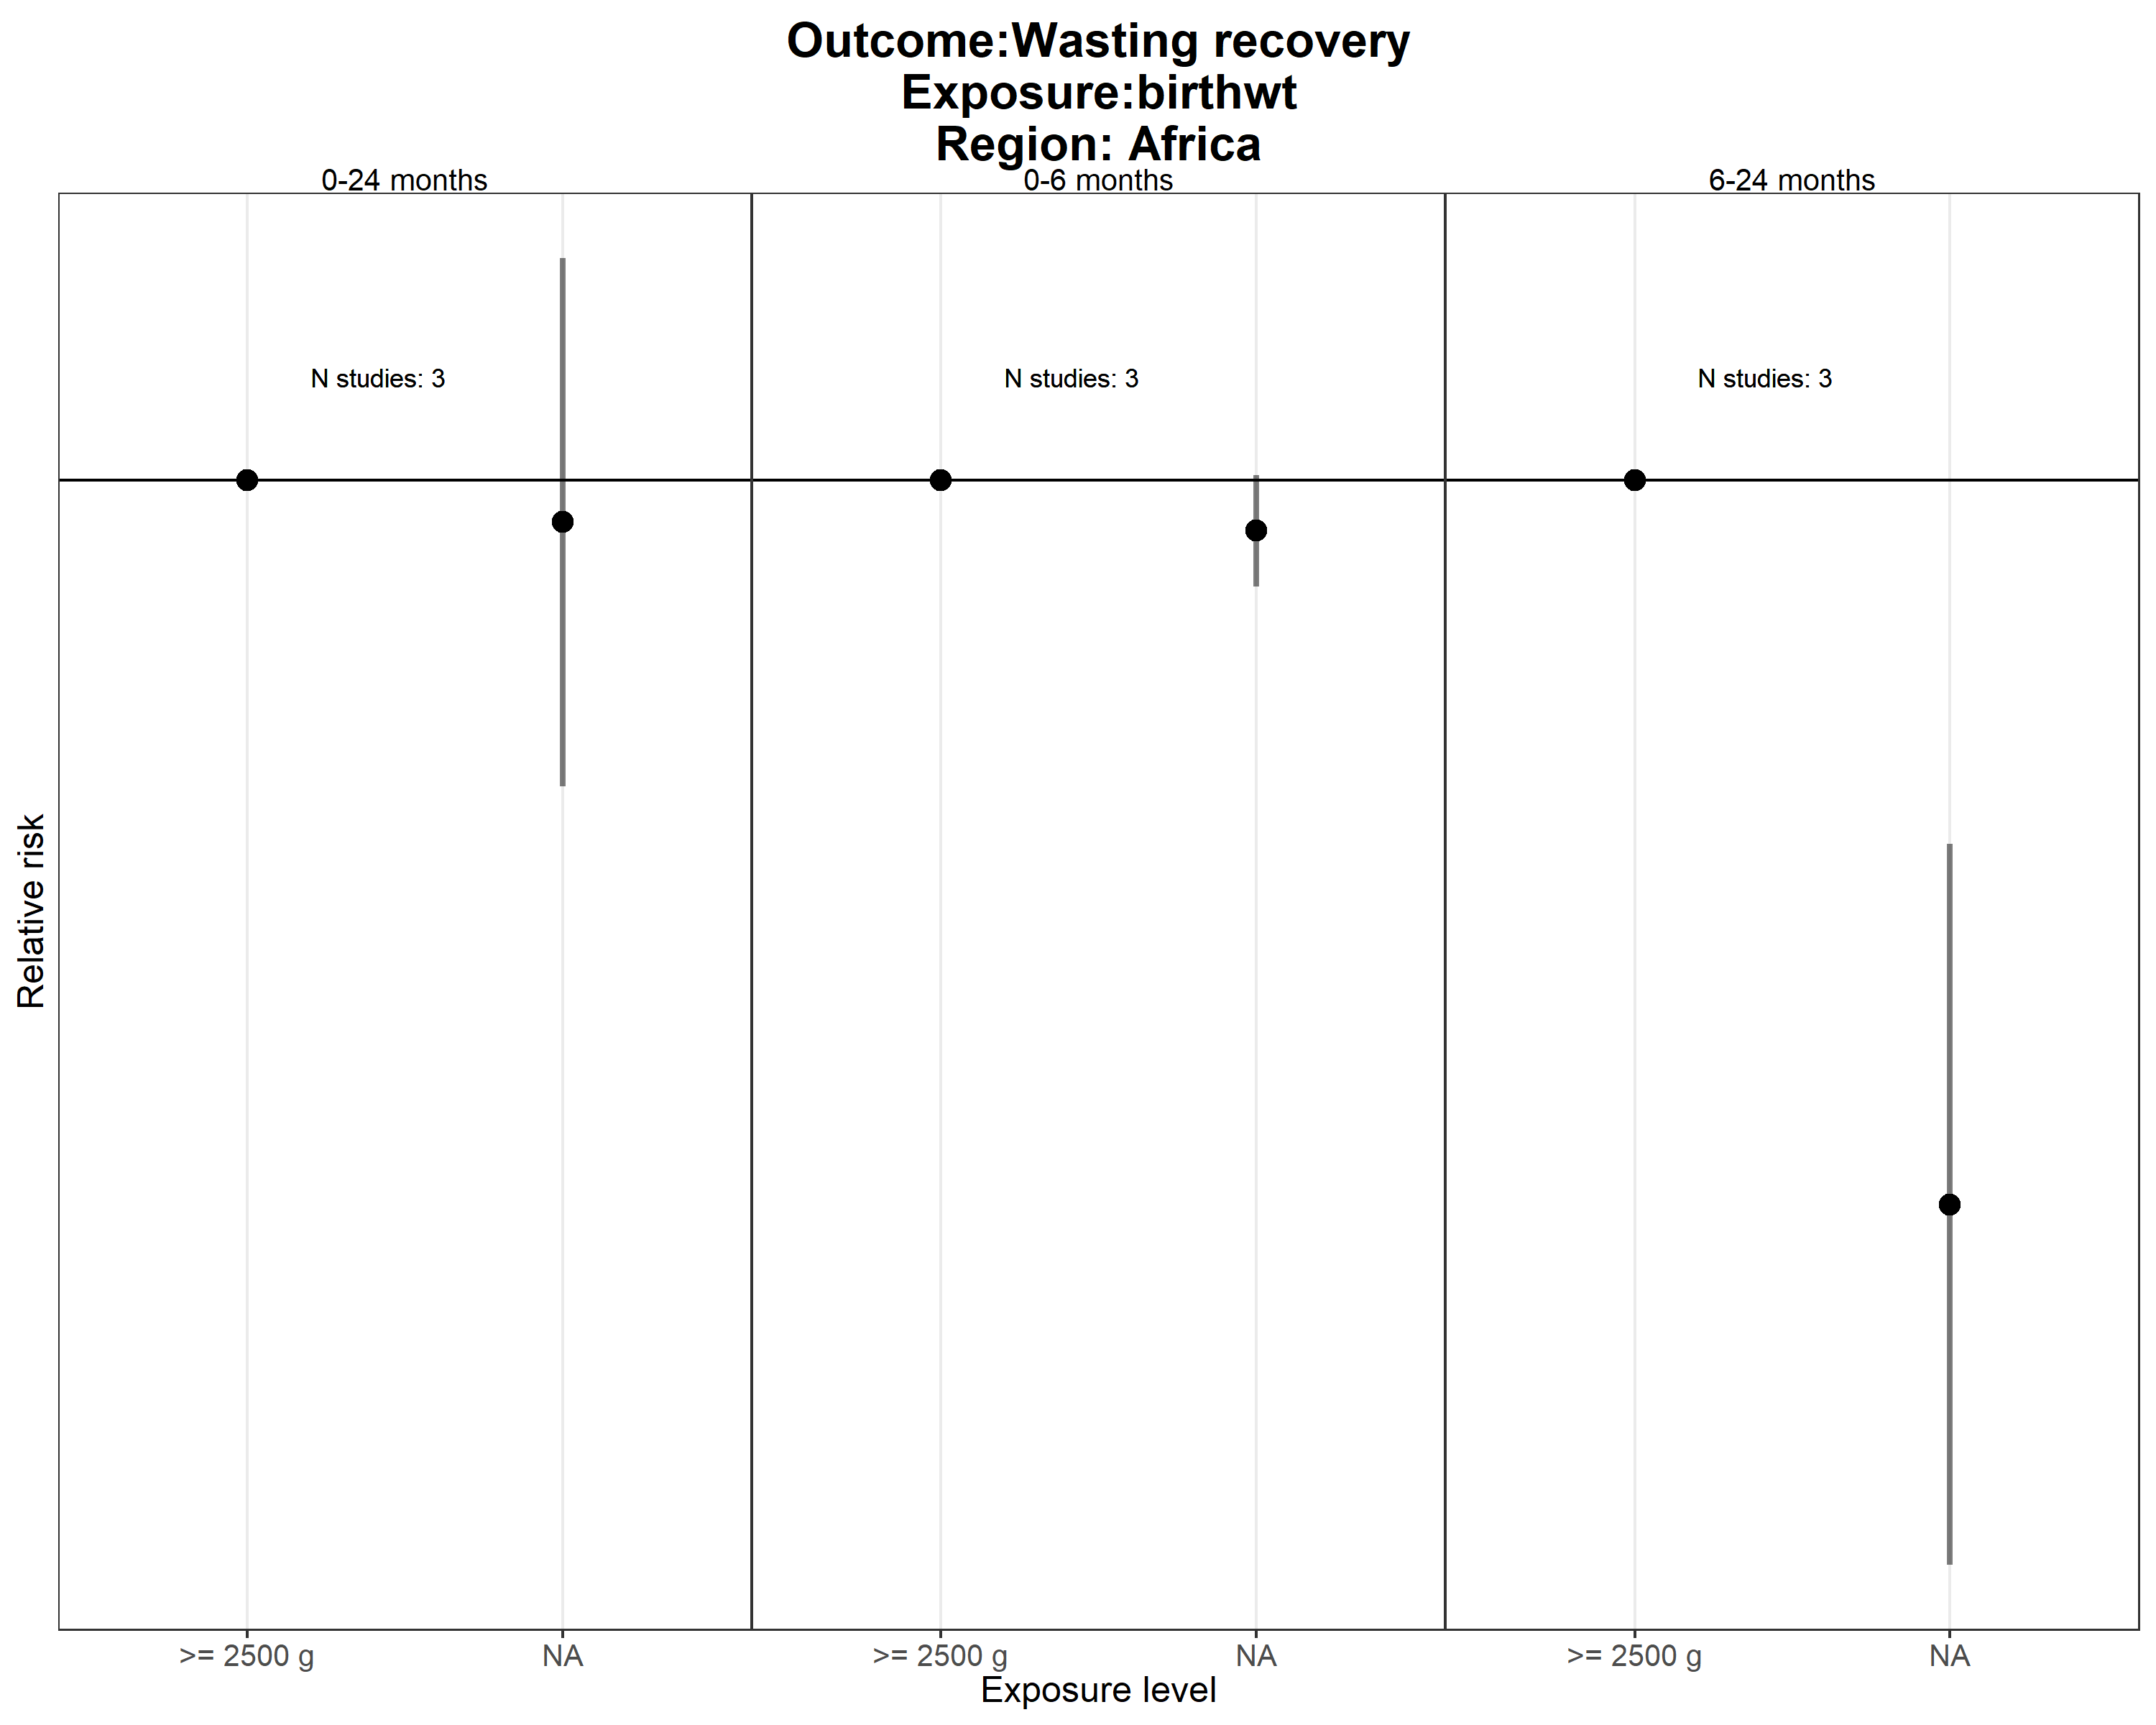 Outcome:Wasting recovery
Exposure:birthwt
Region: Africa
0-24 months 0-6 months 6-24 months
N studies: 3 N studies: 3 N studies: 3
Relative risk
>= 2500 g NA >= 2500 g NA >= 2500 g NA
Exposure level